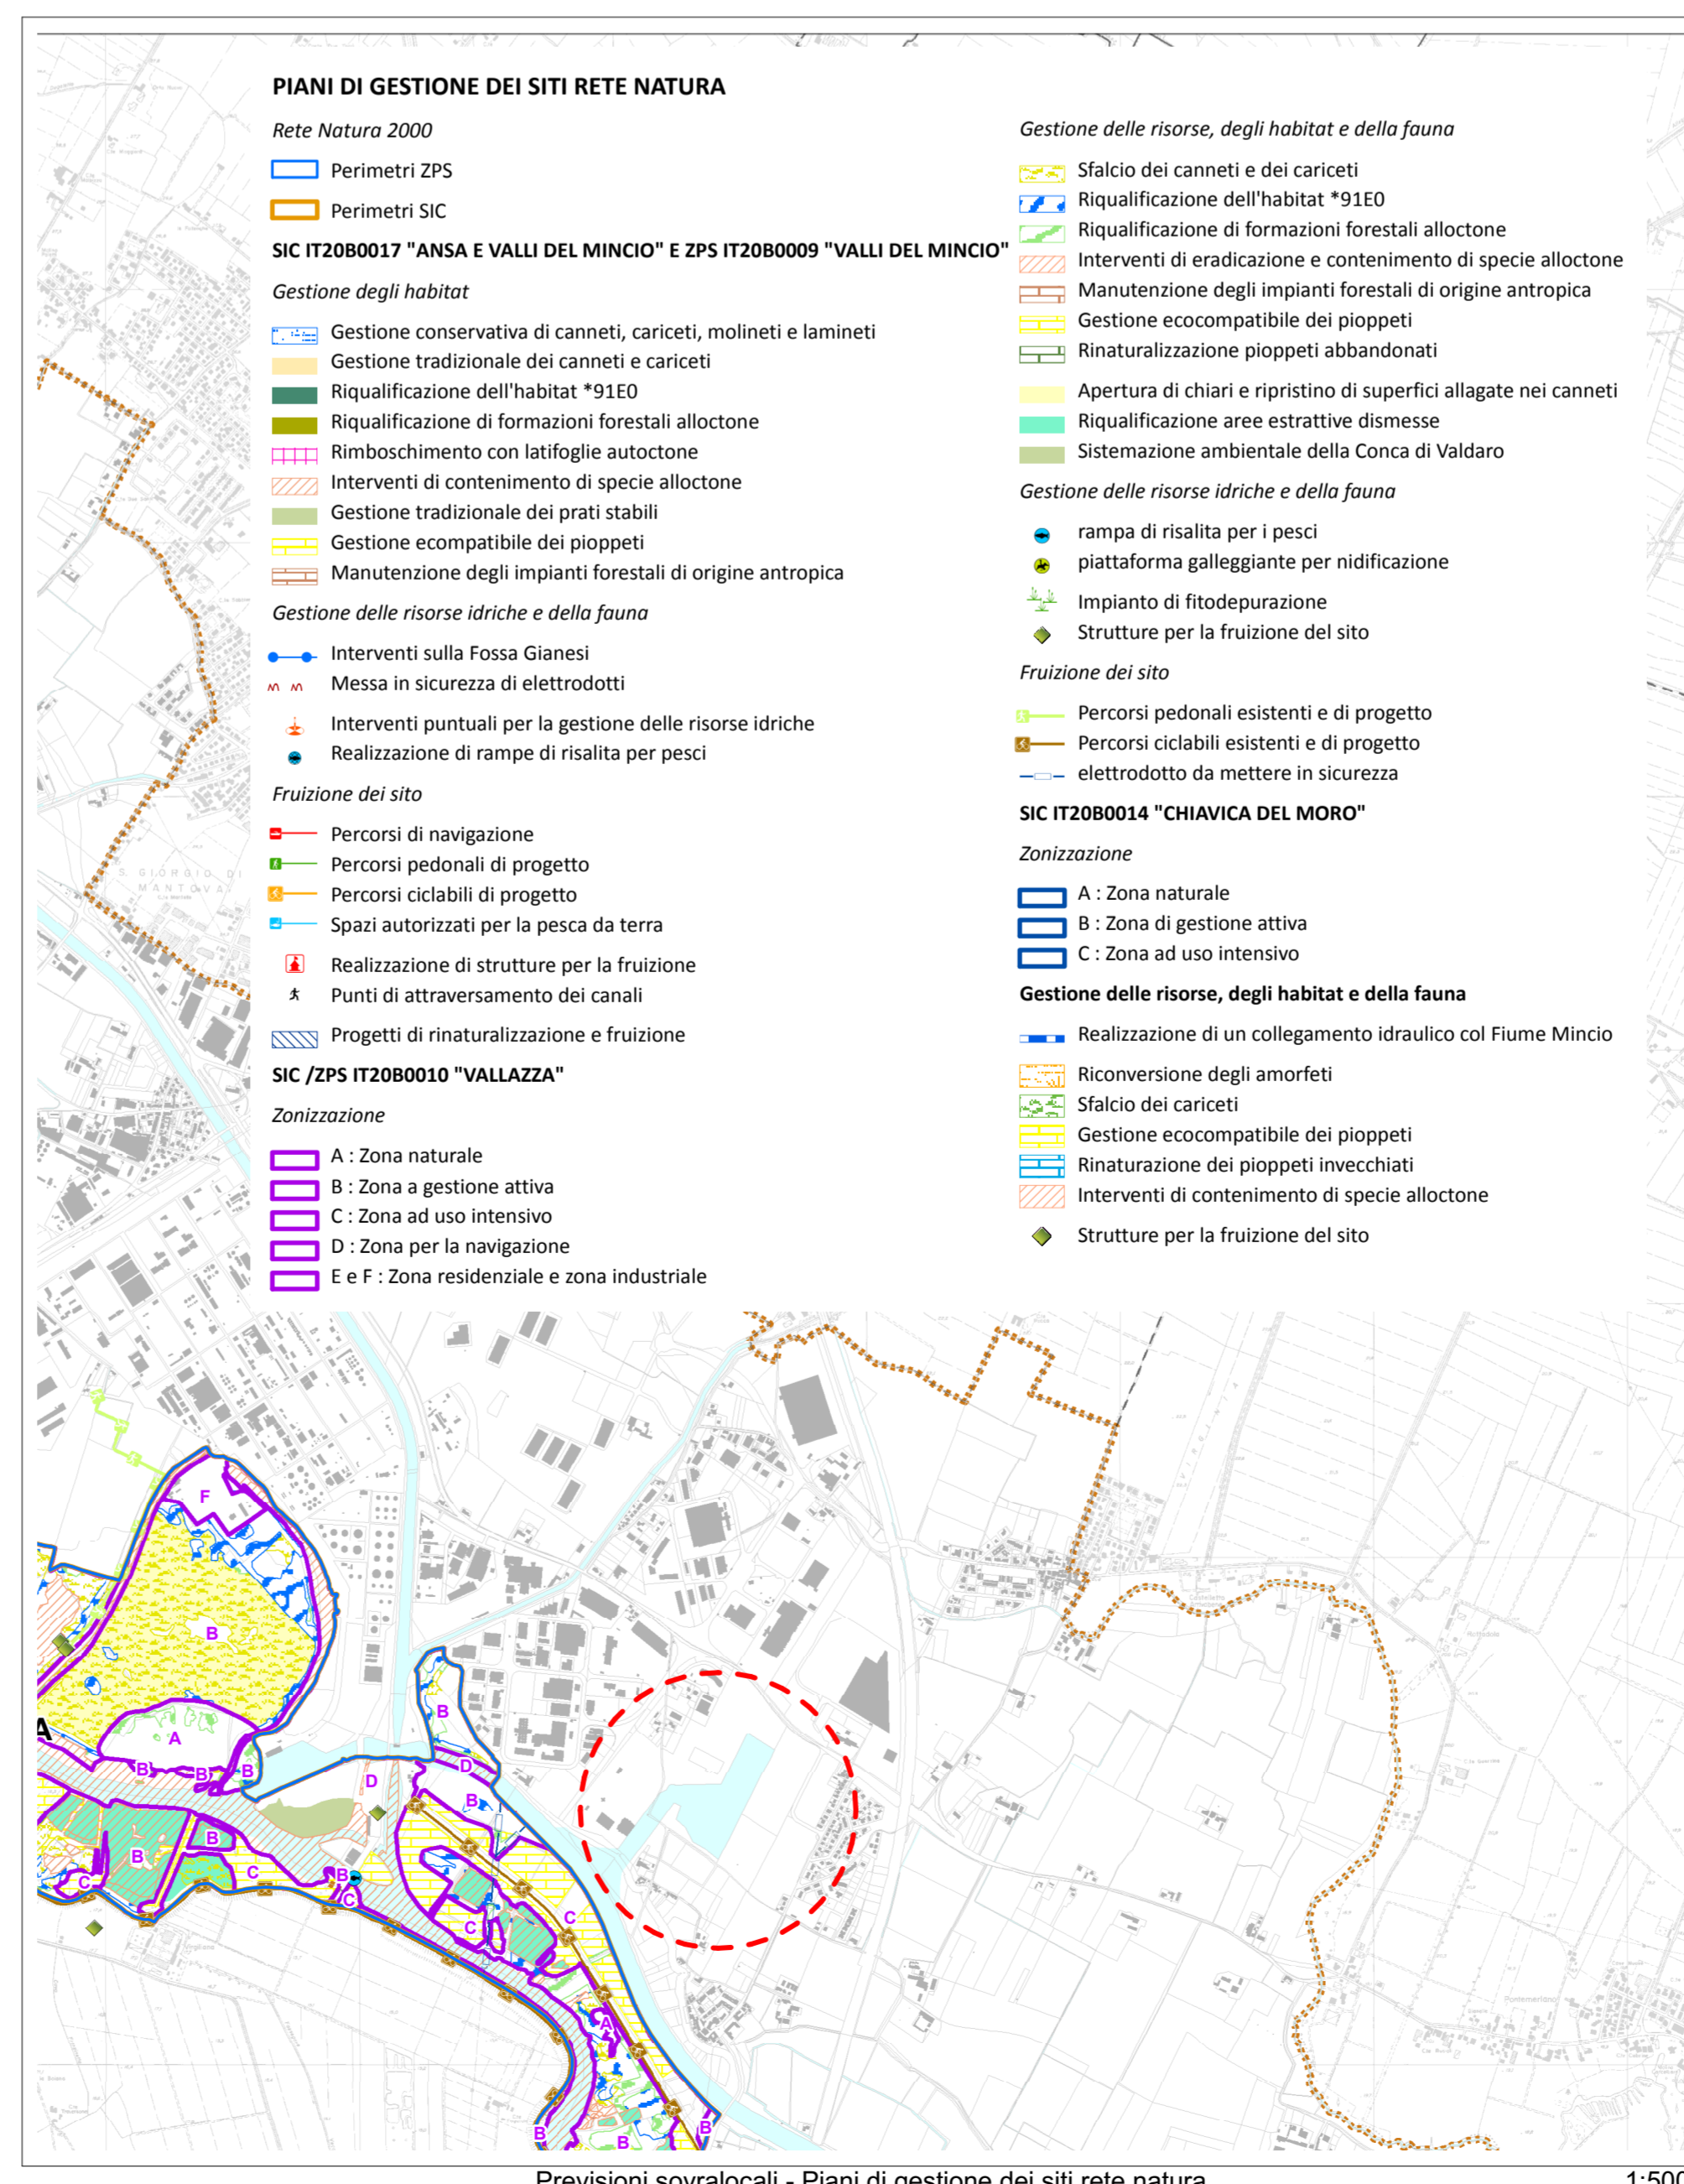 PIANI DI GESTIONE DEI SITI RETE NATURA
Rete Natura 2000
Perimetri ZPS
Perimetri SIC
SIC IT20B0017 "ANSA E VALLI DEL MINCIO" E ZPS IT20B0009 "VALLI DEL MINCIO"
Gestione degli habitat
Gestione conservativa di canneti, cariceti, molineti e lamineti
Gestione tradizionale dei canneti e cariceti
Riqualificazione dell'habitat *91E0
Riqualificazione di formazioni forestali alloctone
Rimboschimento con latifoglie autoctone
Interventi di contenimento di specie alloctone
Gestione tradizionale dei prati stabili
Gestione ecompatibile dei pioppeti
Manutenzione degli impianti forestali di origine antropica
Gestione delle risorse idriche e della fauna
Interventi sulla Fossa Gianesi
Messa in sicurezza di elettrodotti
Interventi puntuali per la gestione delle risorse idriche
Realizzazione di rampe di risalita per pesci
Fruizione dei sito
Percorsi di navigazione
Percorsi pedonali di progetto
Percorsi ciclabili di progetto
Spazi autorizzati per la pesca da terra
Realizzazione di strutture per la fruizione
Punti di attraversamento dei canali
Progetti di rinaturalizzazione e fruizione
SIC /ZPS IT20B0010 "VALLAZZA"
Zonizzazione
A : Zona naturale
B : Zona a gestione attiva
C : Zona ad uso intensivo
D : Zona per la navigazione
E e F : Zona residenziale e zona industriale
Gestione delle risorse, degli habitat e della fauna
Sfalcio dei canneti e dei cariceti
Riqualificazione dell'habitat *91E0
Riqualificazione di formazioni forestali alloctone
Interventi di eradicazione e contenimento di specie alloctone
Manutenzione degli impianti forestali di origine antropica
Gestione ecocompatibile dei pioppeti
Rinaturalizzazione pioppeti abbandonati
Apertura di chiari e ripristino di superfici allagate nei canneti
Riqualificazione aree estrattive dismesse
Sistemazione ambientale della Conca di Valdaro
Gestione delle risorse idriche e della fauna
rampa di risalita per i pesci
piattaforma galleggiante per nidificazione
Impianto di fitodepurazione
Strutture per la fruizione del sito
Fruizione dei sito
Percorsi pedonali esistenti e di progetto
Percorsi ciclabili esistenti e di progetto
elettrodotto da mettere in sicurezza
SIC IT20B0014 "CHIAVICA DEL MORO"
Zonizzazione
A : Zona naturale
B : Zona di gestione attiva
C : Zona ad uso intensivo
Gestione delle risorse, degli habitat e della fauna
Realizzazione di un collegamento idraulico col Fiume Mincio
Riconversione degli amorfeti
Sfalcio dei cariceti
Gestione ecocompatibile dei pioppeti
Rinaturazione dei pioppeti invecchiati
Interventi di contenimento di specie alloctone
Strutture per la fruizione del sito
S. GIORGIO DI
MANTOVA
F
B
B
A
A
B
B
B
D
D
B
B
B
C
C
B
C
C
C
A
B
B
B
Previsioni sovralocali - Piani di gestione dei siti rete natura
1:500